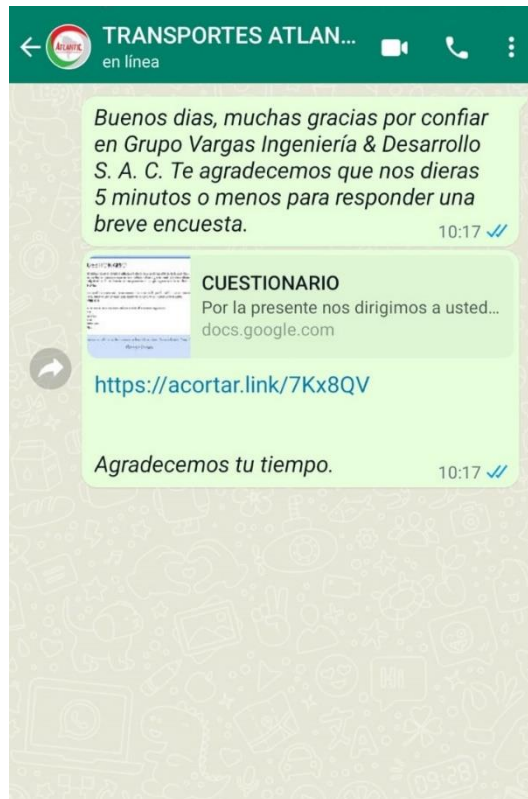 TRANSPORTES ATLAN...
en línea
Buenos dias, muchas gracias por confiar
en Grupo Vargas Ingeniería & Desarrollo
S. A. C. Te agradecemos que nos dieras
5 minutos o menos para responder una
breve encuesta.
10:17
CUESTIONARIO
Por la presente nos dirigimos a usted...
docs.google.com
https://acortar.link/7Kx8QV
Agradecemos tu tiempo.
10:17